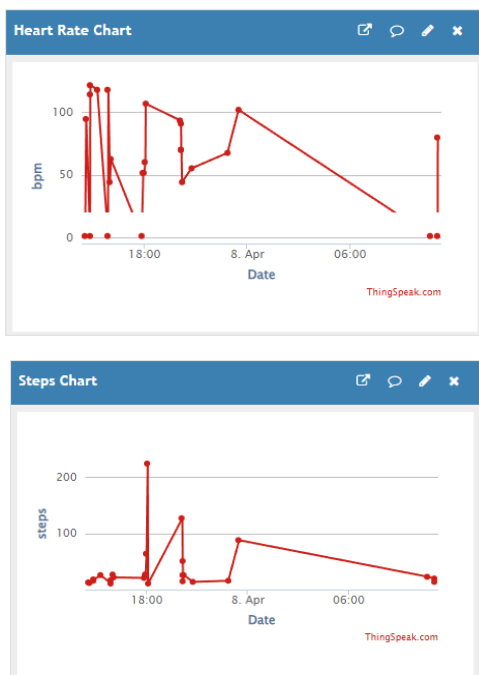 Heart Rate Chart
100
50
0
bpm
18:00 8. Apr 06:00
Date
ThingSpeak.com
Steps Chart
200
100
steps
18:00 8. Apr 06:00
Date
ThingSpeak.com